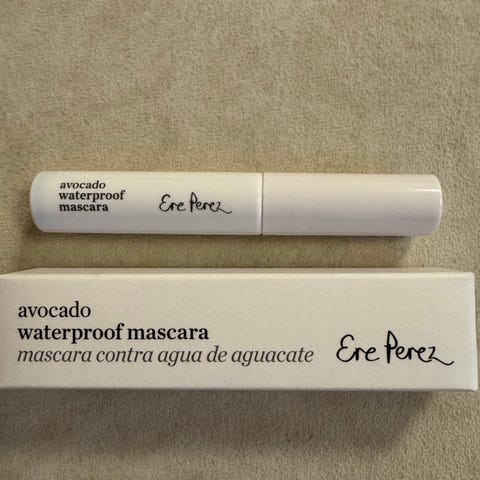 avocado
waterproof
mascara
Ere Perez
avocado
waterproof mascara
mascara contra agua de aguacate
Ere Perez